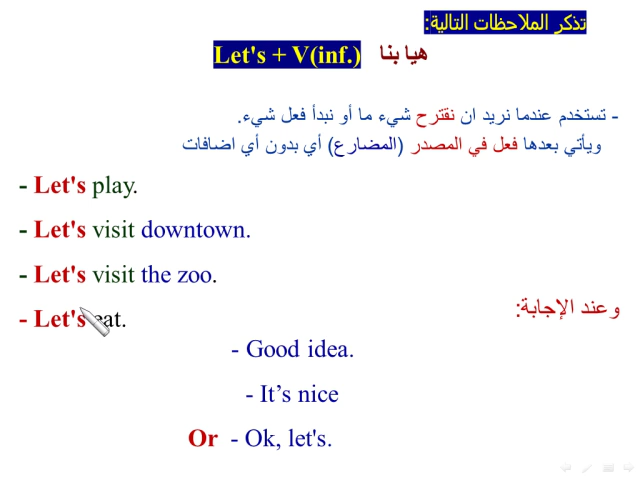 تذكر الملاحظات التالية:
هيا بنا Let's + V(inf.)
- تستخدم عندما نريد ان نقترح شيء ما أو نبدأ فعل شيء.
ويأتي بعدها فعل في المصدر (المضارع) أي بدون أي اضافات
- Let's play.
- Let's visit downtown.
- Let's visit the zoo.
- Let's eat.
وعند الإجابة:
- Good idea.
- It’s nice
Or - Ok, let's.